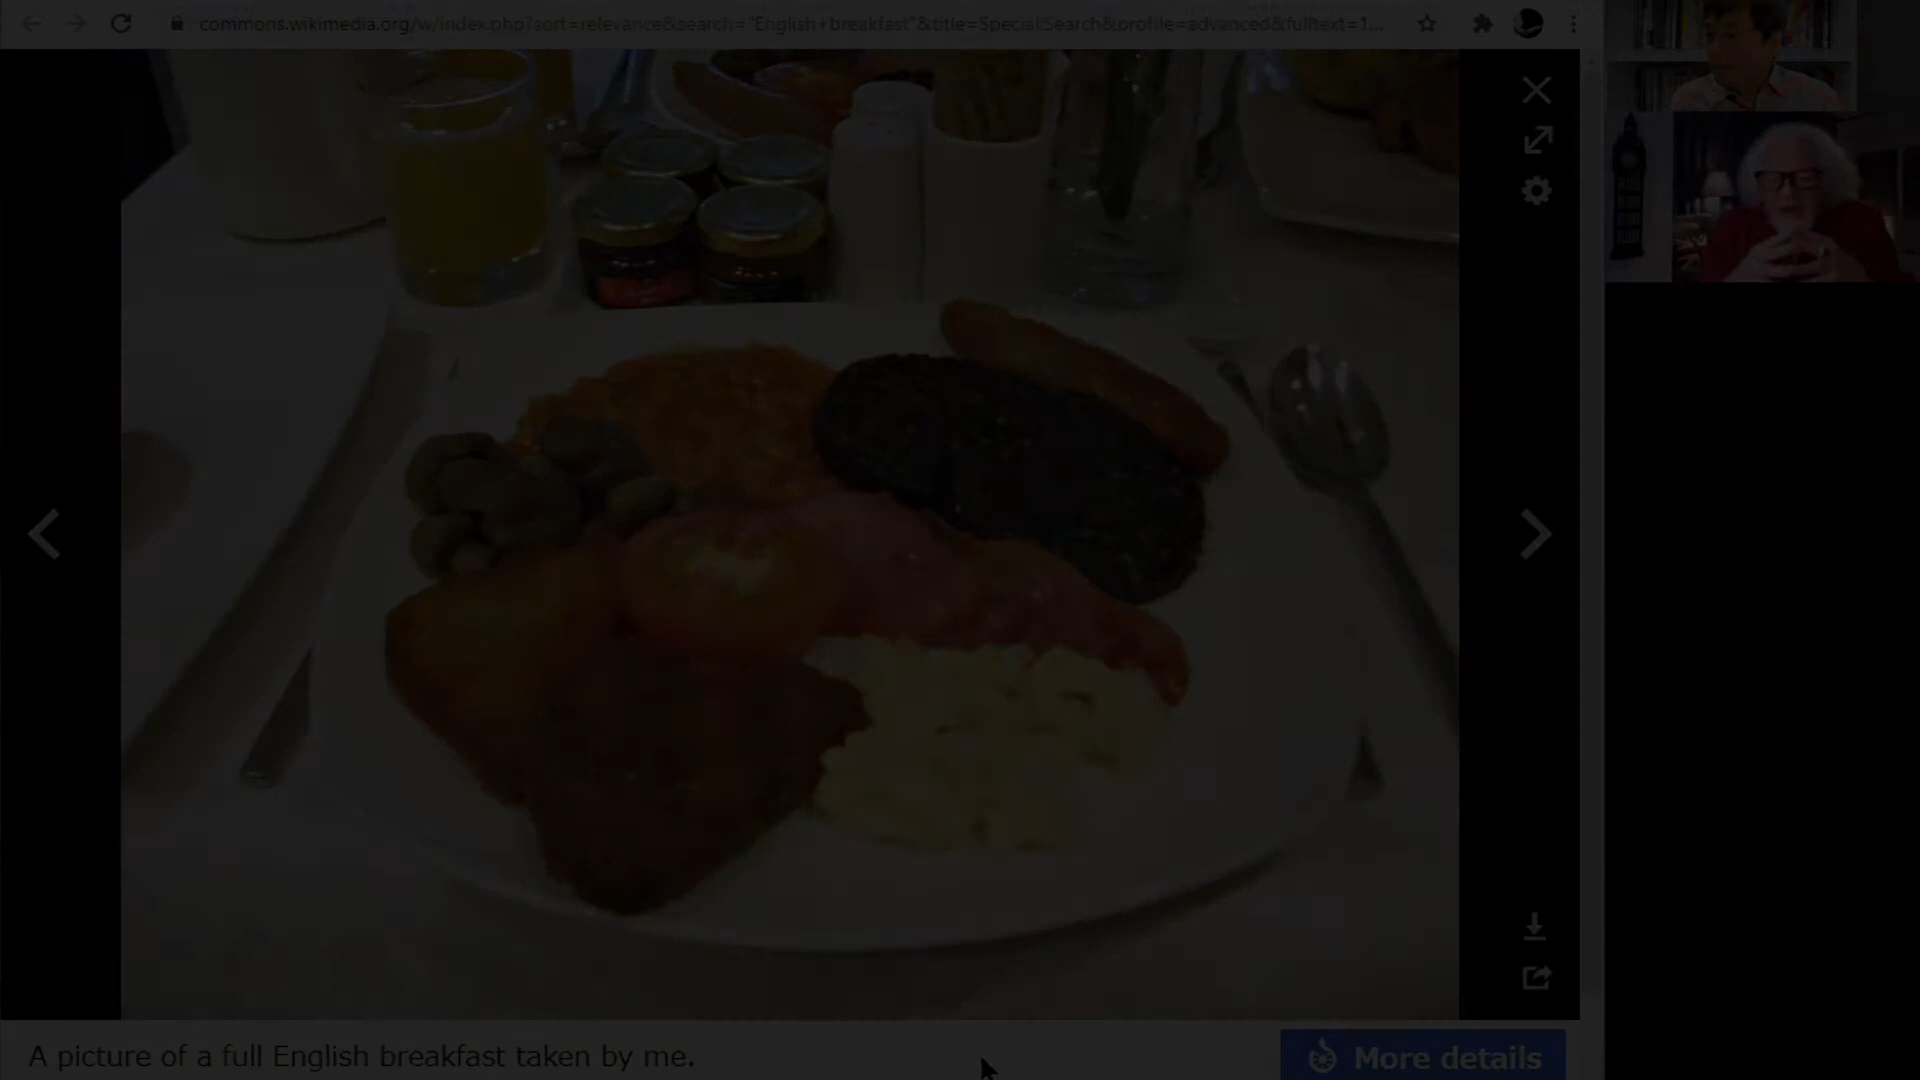 commons.wikimedia.org/w/index.php?sort=relevance&search="English+breakfast"&title=Special:Search&profile=advanced&fulltext=1...
A picture of a full English breakfast taken by me.
More details